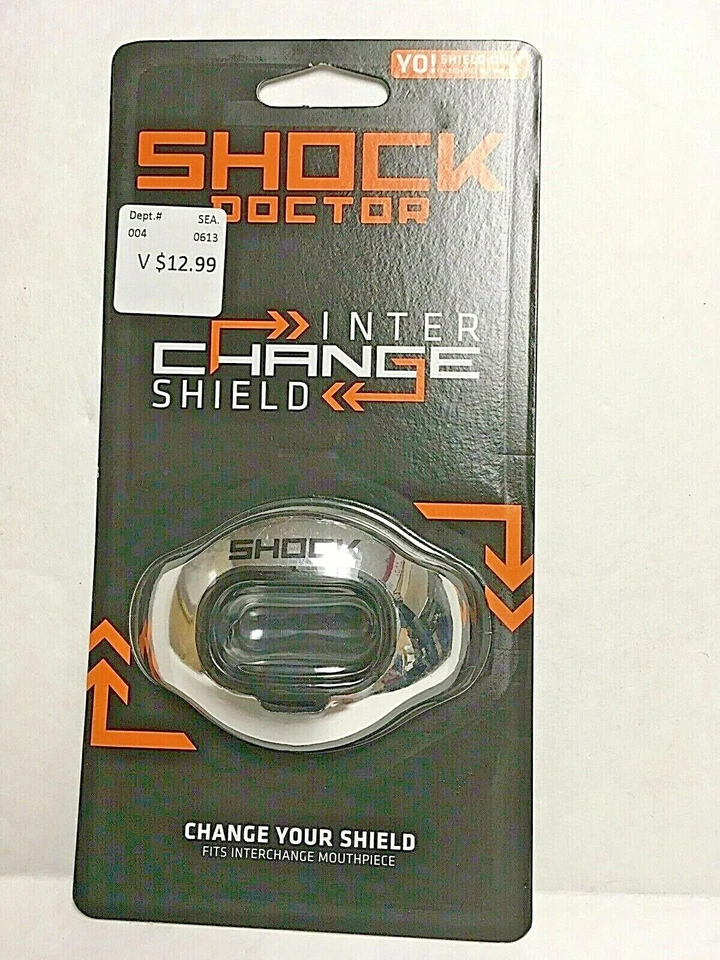 YO! SHIELD ONLY
SHOCK
DOCTOR
Dept.# SEA.
004 0613
V $12.99
INTER
CHANGE
SHIELD
SHOCK
CHANGE YOUR SHIELD
FITS INTERCHANGE MOUTHPIECE